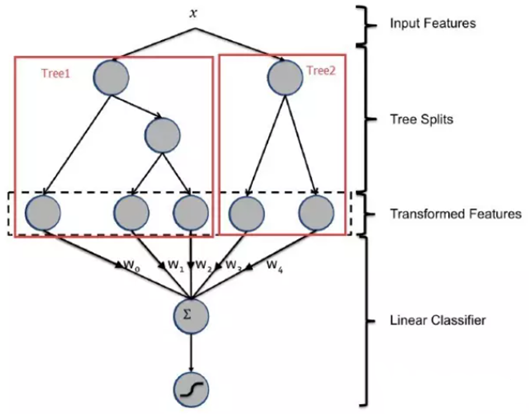 x
Input Features
Tree1
Tree2
Tree Splits
Transformed Features
W0
W1
W2
W3
W4
Σ
Linear Classifier